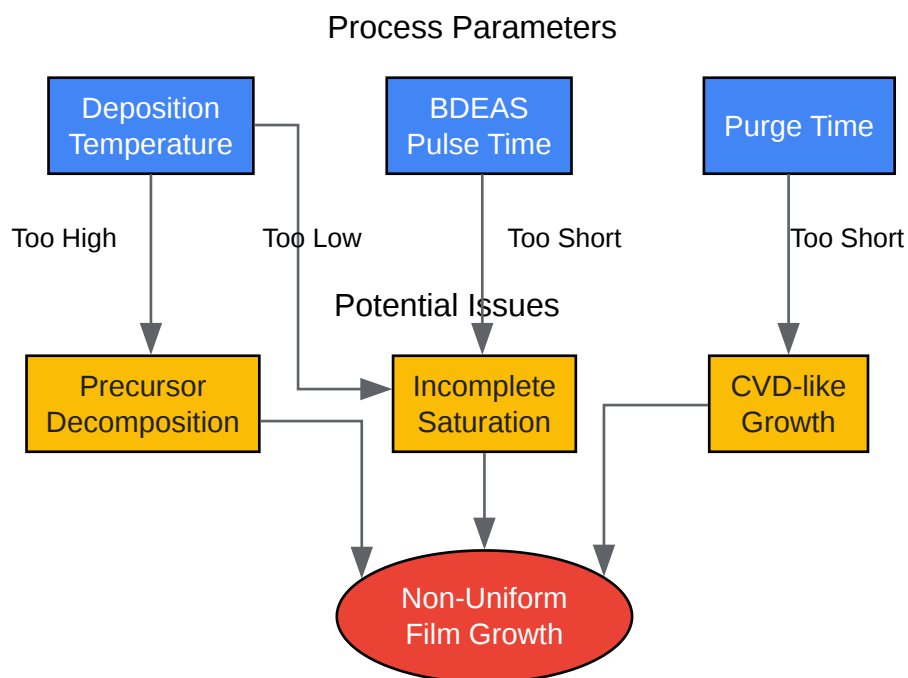 Process Parameters
Deposition
Temperature
BDEAS
Pulse Time
Purge Time
Too High
Too Low
Too Short
Too Short
Potential Issues
Precursor
Decomposition
Incomplete
Saturation
CVD-like
Growth
Non-Uniform
Film Growth